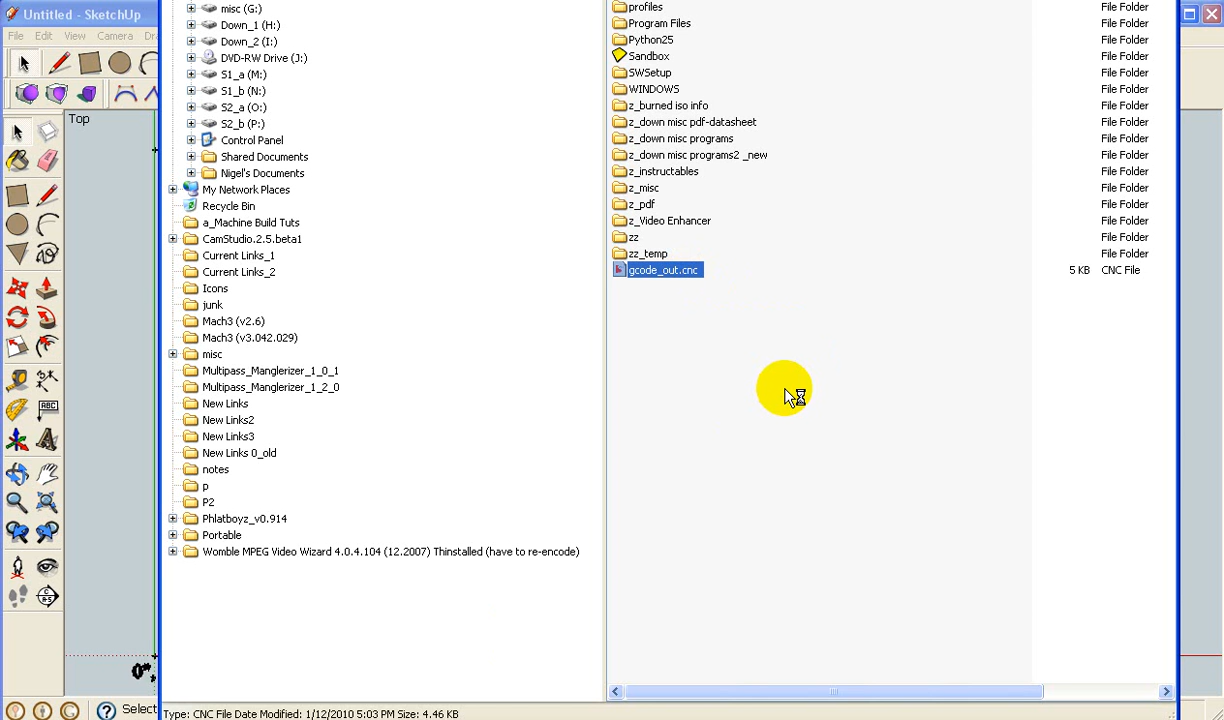 Untitled - SketchUp
File Edit View Camera
Top
misc (G:)
Down_1 (H:)
Down_2 (I:)
DVD-RW Drive (J:)
S1_a (M:)
S1_b (N:)
S2_a (O:)
S2_b (P:)
Control Panel
Shared Documents
Nigel's Documents
My Network Places
Recycle Bin
a_Machine Build Tuts
CamStudio.2.5.beta1
Current Links_1
Current Links_2
Icons
junk
Mach3 (v2.6)
Mach3 (v3.042.029)
misc
Multipass_Manglerizer_1_0_1
Multipass_Manglerizer_1_2_0
New Links
New Links2
New Links3
New Links 0_old
notes
p
P2
Phlatboyz_v0.914
Portable
Womble MPEG Video Wizard 4.0.4.104 (12.2007) Thinstalled (have to re-encode)
profiles File Folder
Program Files File Folder
Python25 File Folder
Sandbox File Folder
SWSetup File Folder
WINDOWS File Folder
z_burned iso info File Folder
z_down misc pdf-datasheet File Folder
z_down misc programs File Folder
z_down misc programs2 _new File Folder
z_instructables File Folder
z_misc File Folder
z_pdf File Folder
z_Video Enhancer File Folder
zz File Folder
zz_temp File Folder
gcode_out.cnc 5 KB CNC File
ABC
A
0"
Select
Type: CNC File Date Modified: 1/12/2010 5:03 PM Size: 4.46 KB